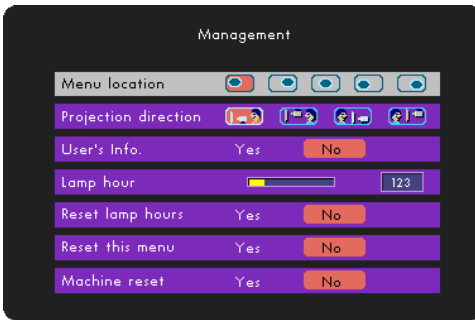 Management
Menu location
Projection direction
User's Info. Yes No
Lamp hour 123
Reset lamp hours Yes No
Reset this menu Yes No
Machine reset Yes No